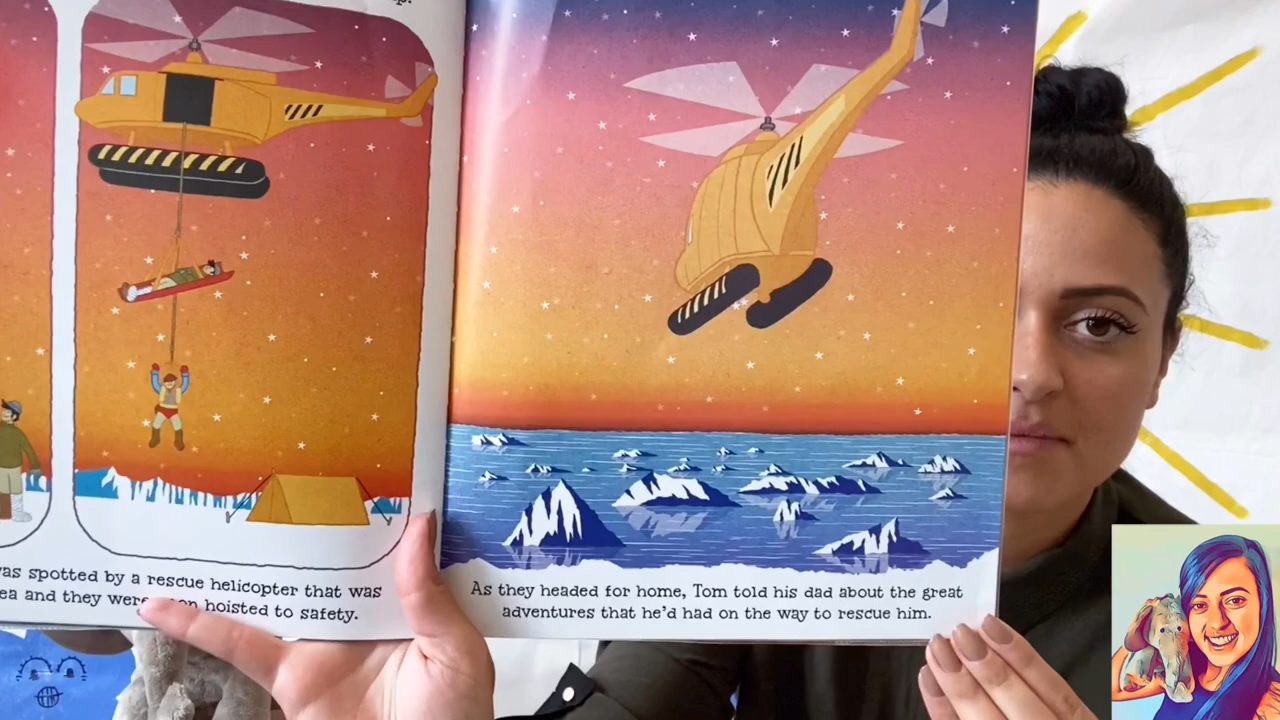 was spotted by a rescue helicopter that was
and they were hoisted to safety.
As they headed for home, Tom told his dad about the great
adventures that he'd had on the way to rescue him.